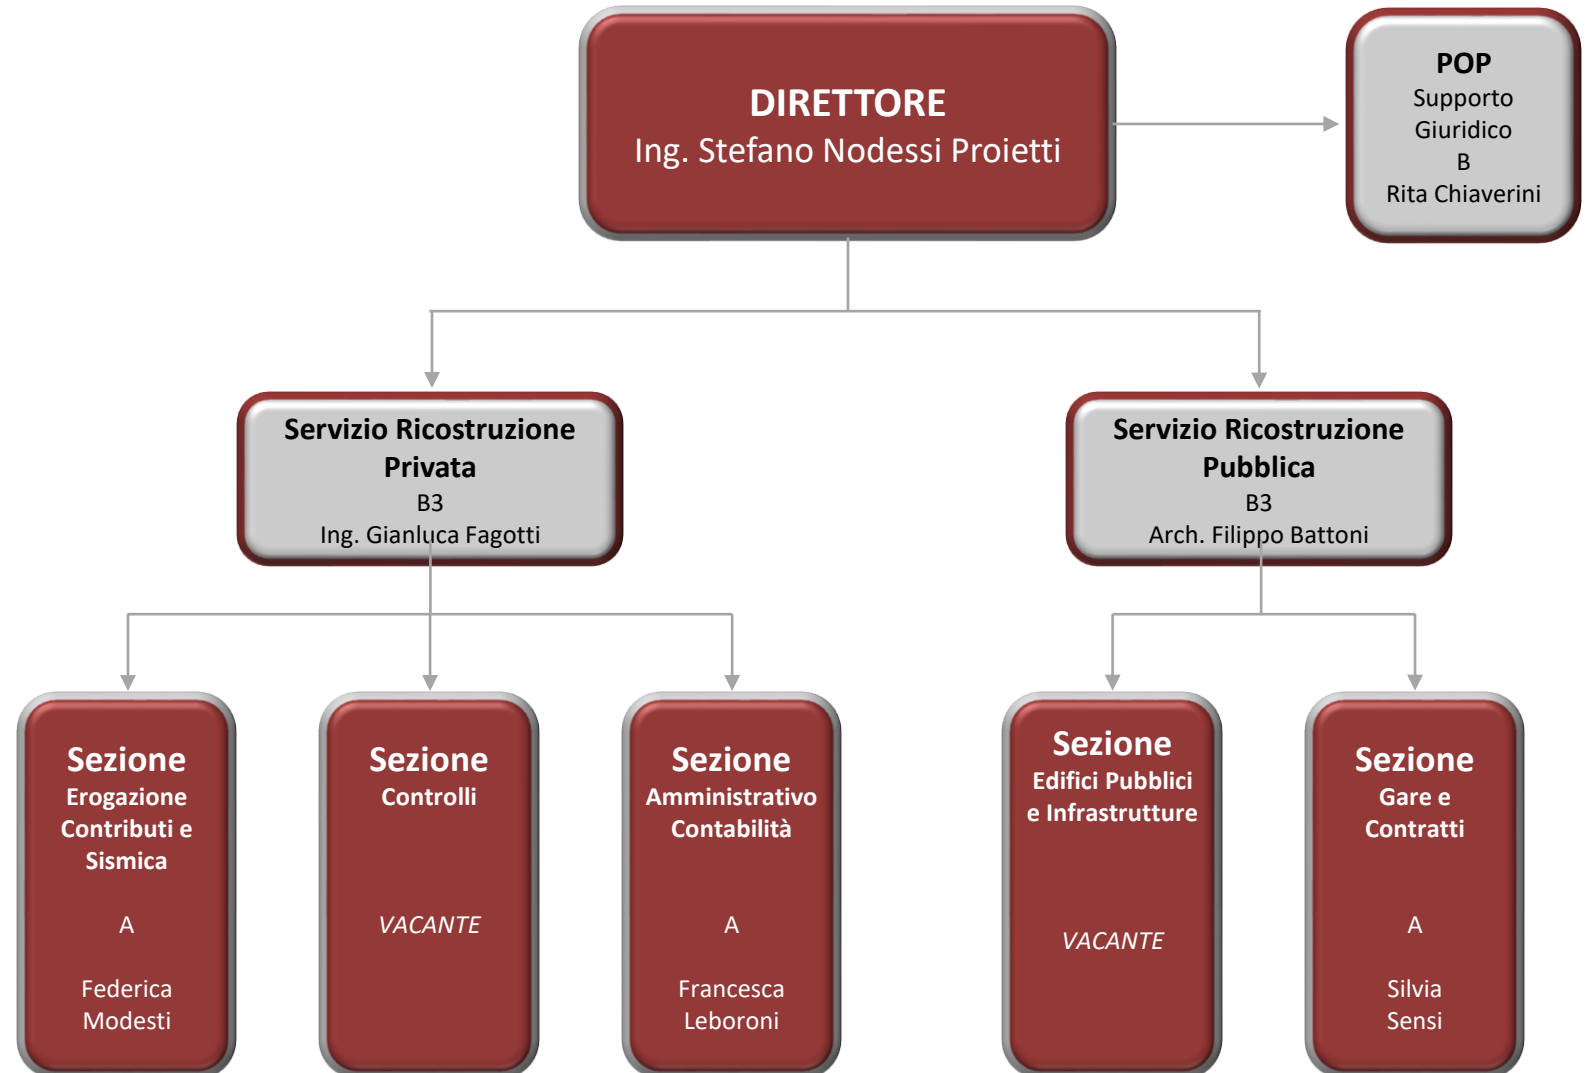 DIRETTORE
Ing. Stefano Nodessi Proietti
POP
Supporto
Giuridico
B
Rita Chiaverini
Servizio Ricostruzione
Privata
B3
Ing. Gianluca Fagotti
Servizio Ricostruzione
Pubblica
B3
Arch. Filippo Battoni
Sezione
Erogazione
Contributi e
Sismica
A
Federica
Modesti
Sezione
Controlli
VACANTE
Sezione
Amministrativo
Contabilità
A
Francesca
Leboroni
Sezione
Edifici Pubblici
e Infrastrutture
VACANTE
Sezione
Gare e
Contratti
A
Silvia
Sensi